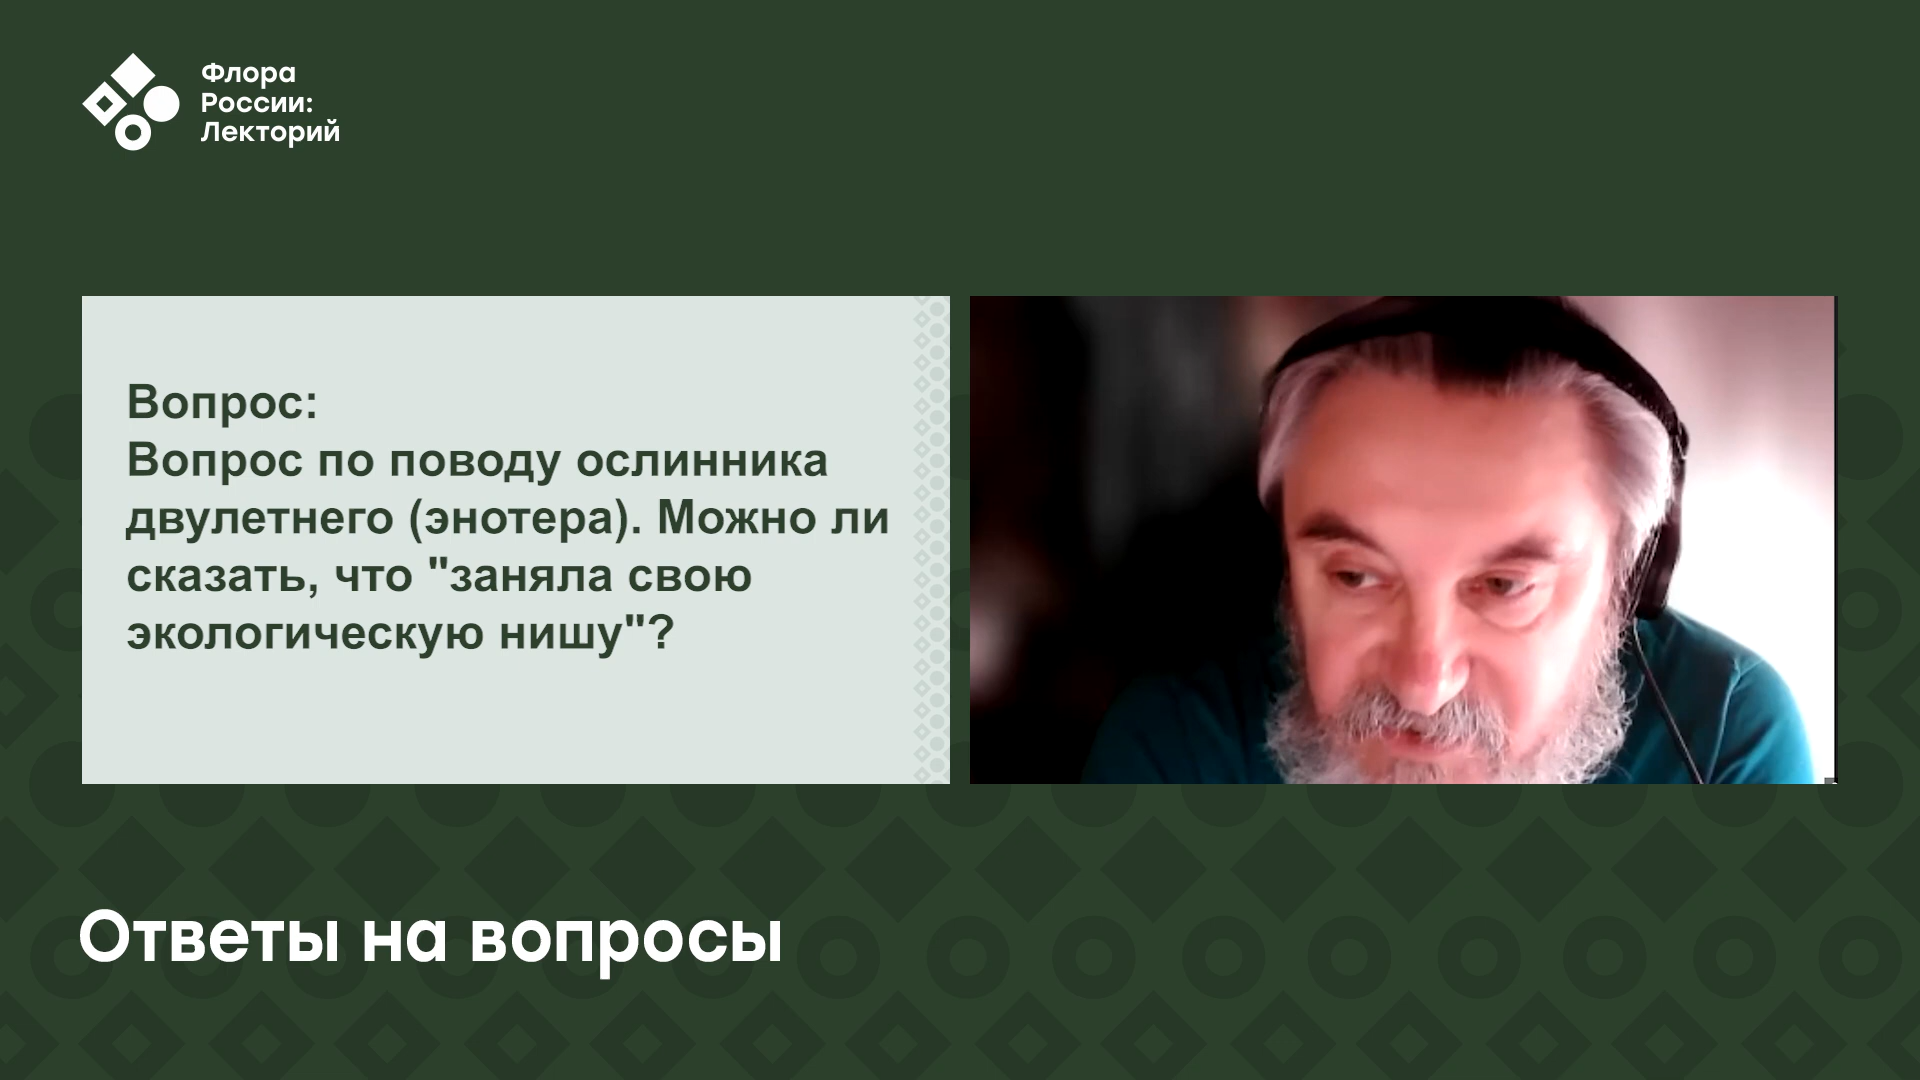 Флора
России:
Лекторий
Вопрос:
Вопрос по поводу ослинника
двулетнего (энотера). Можно ли
сказать, что "заняла свою
экологическую нишу"?
Ответы на вопросы